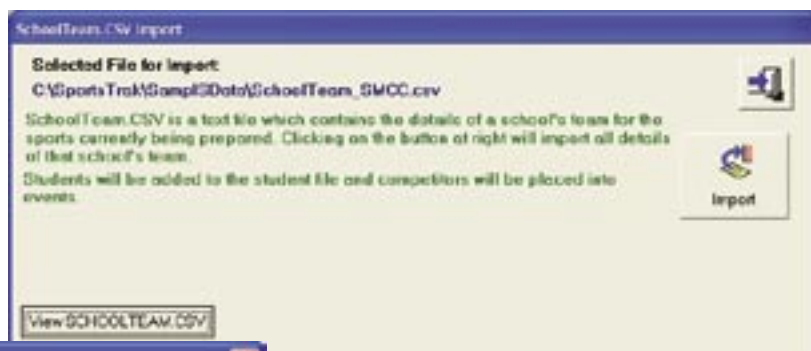 SchoolTeam.CSV Import
Selected File for Import:
C:\SportsTrak\SamplSData\SchoolTeam_SMCC.csv
SchoolTeam.CSV is a text file which contains the details of a school's team for the
sports currently being prepared. Clicking on the button at right will import all details
of that school's team.
Students will be added to the student file and competitors will be placed into
events.
Import
View SCHOOLTEAM.CSV